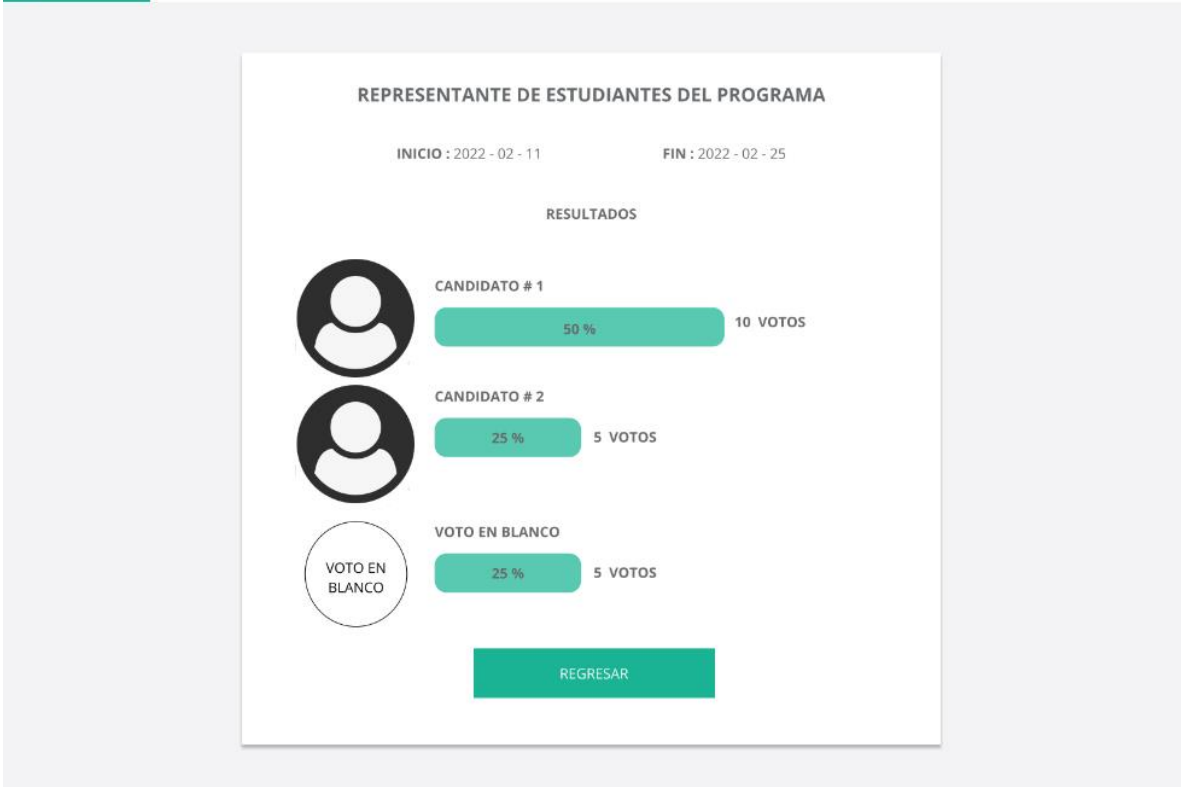 REPRESENTANTE DE ESTUDIANTES DEL PROGRAMA
INICIO : 2022 - 02 - 11 FIN : 2022 - 02 - 25
RESULTADOS
CANDIDATO # 1
50 % 10 VOTOS
CANDIDATO # 2
25 % 5 VOTOS
VOTO EN BLANCO
VOTO EN
BLANCO
25 % 5 VOTOS
REGRESAR